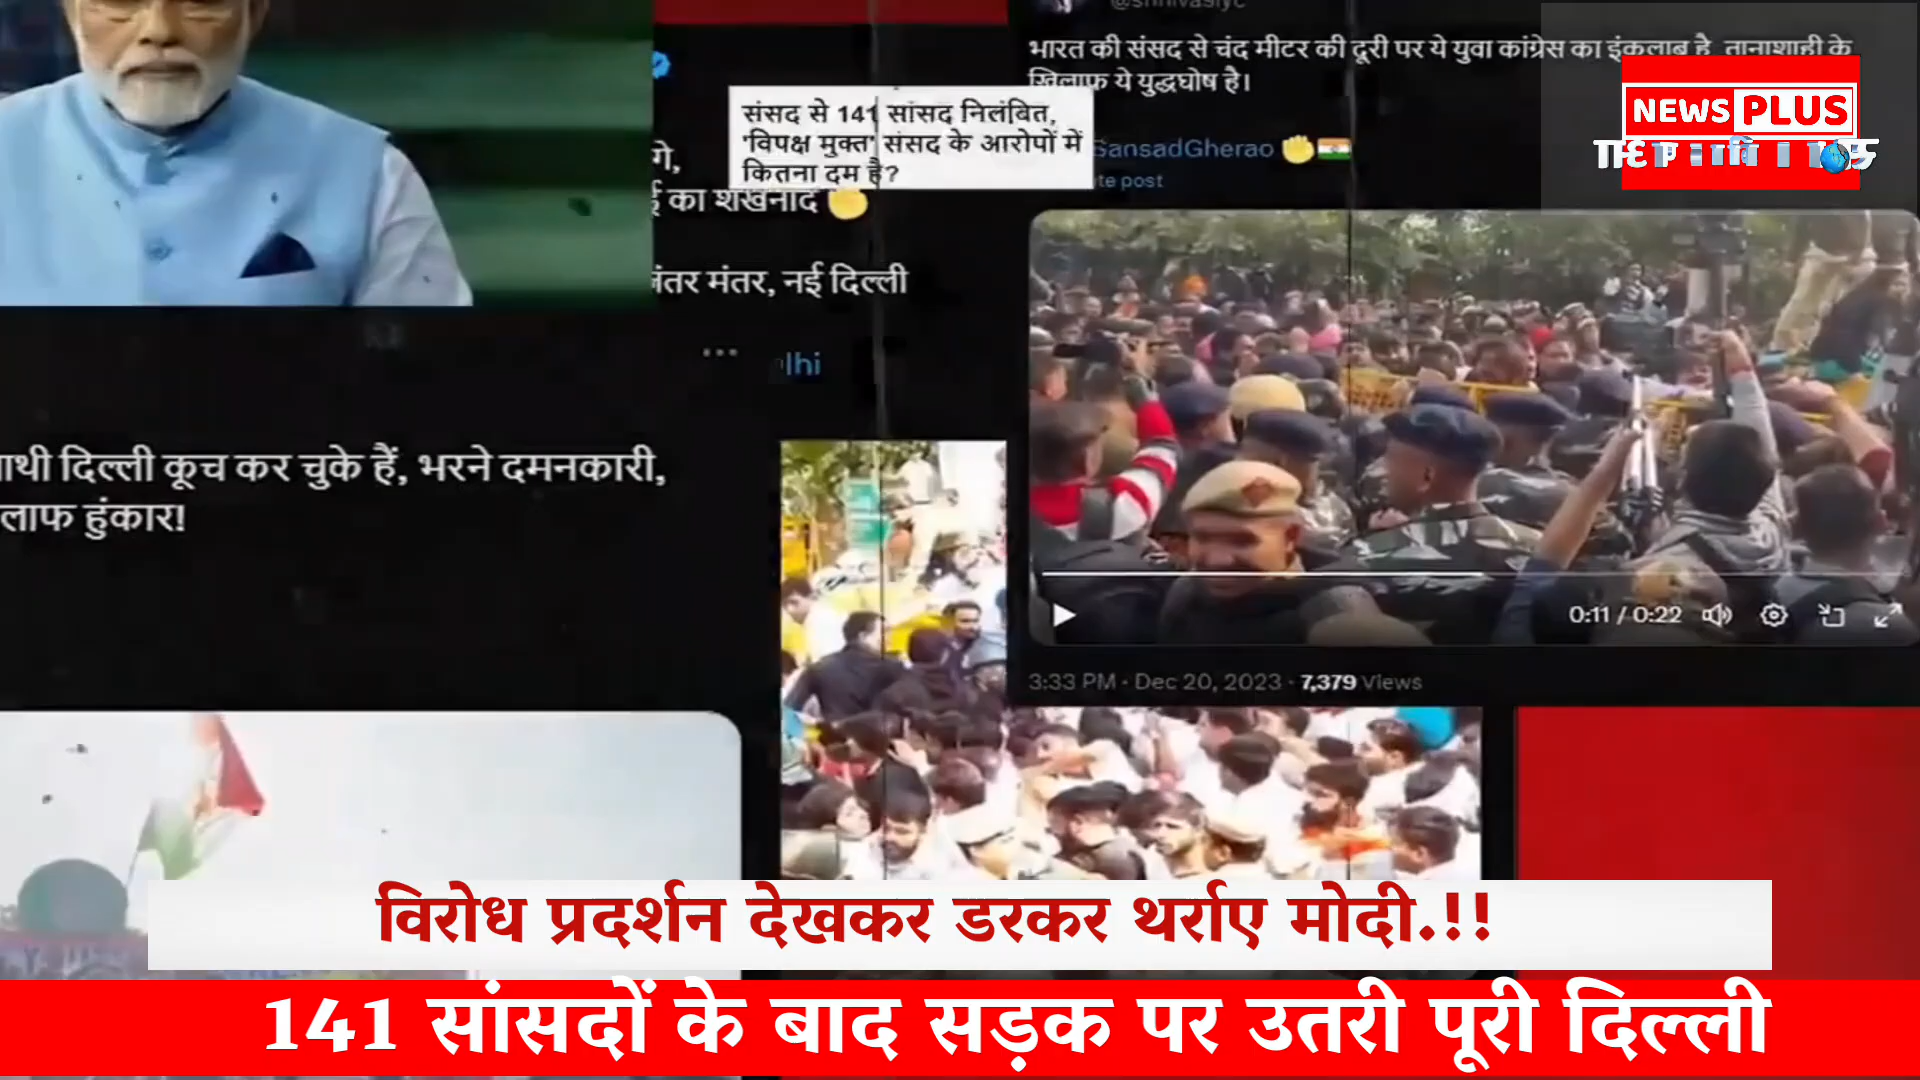 भारत की संसद से चंद मीटर की दूरी पर ये युवा कांग्रेस का इंकलाब है, तानाशाही के
खिलाफ ये युद्धघोष है।
SansadGherao
post
NEWS PLUS
संसद से 141 सांसद निलंबित,
'विपक्ष मुक्त' संसद के आरोपों में
कितना दम है?
गे,
ई का शंखनाद
जंतर मंतर, नई दिल्ली
lhi
दिल्ली कूच कर चुके हैं, भरने दमनकारी,
लाफ हुंकार!
0:11 / 0:22
3:33 PM · Dec 20, 2023 · 7,379 Views
विरोध प्रदर्शन देखकर डरकर थर्राए मोदी.!!
141 सांसदों के बाद सड़क पर उतरी पूरी दिल्ली